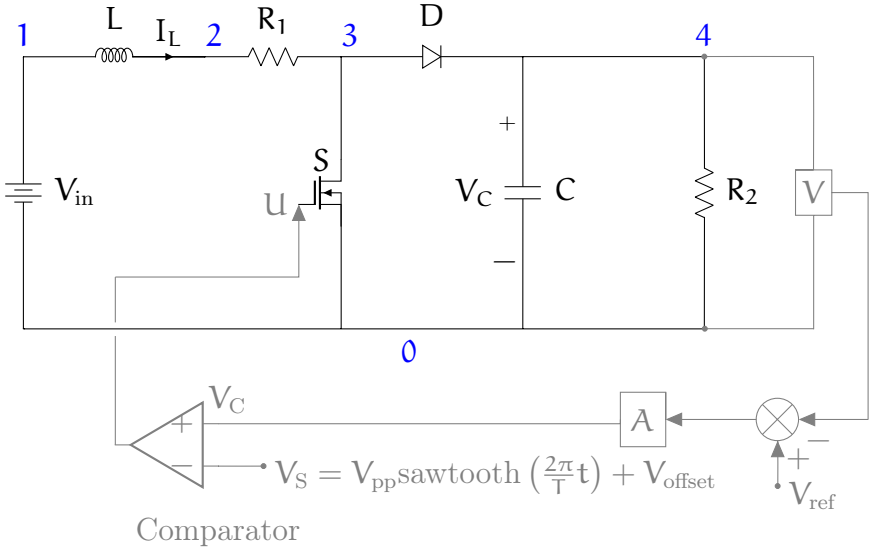 1
L
I_L
2
R_1
3
D
4
V_in
S
U
+
V_C
−
C
R_2
V
0
V_C
+
−
A
−
+
V_S = V_pp sawtooth (2π/T t) + V_offset
V_ref
Comparator